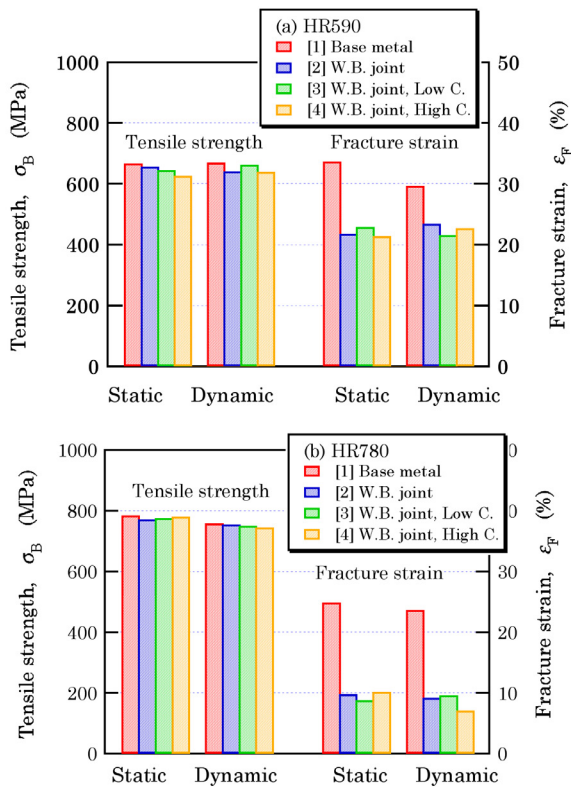 (a) HR590
[1] Base metal
[2] W.B. joint
[3] W.B. joint, Low C.
[4] W.B. joint, High C.
Tensile strength, σB (MPa)
1000
800
600
400
200
0
Tensile strength
Fracture strain
50
40
30
20
10
0
Fracture strain, εF (%)
Static
Dynamic
Static
Dynamic
(b) HR780
[1] Base metal
[2] W.B. joint
[3] W.B. joint, Low C.
[4] W.B. joint, High C.
Tensile strength, σB (MPa)
1000
800
600
400
200
0
Tensile strength
Fracture strain
0
0
30
20
10
0
Fracture strain, εF (%)
Static
Dynamic
Static
Dynamic